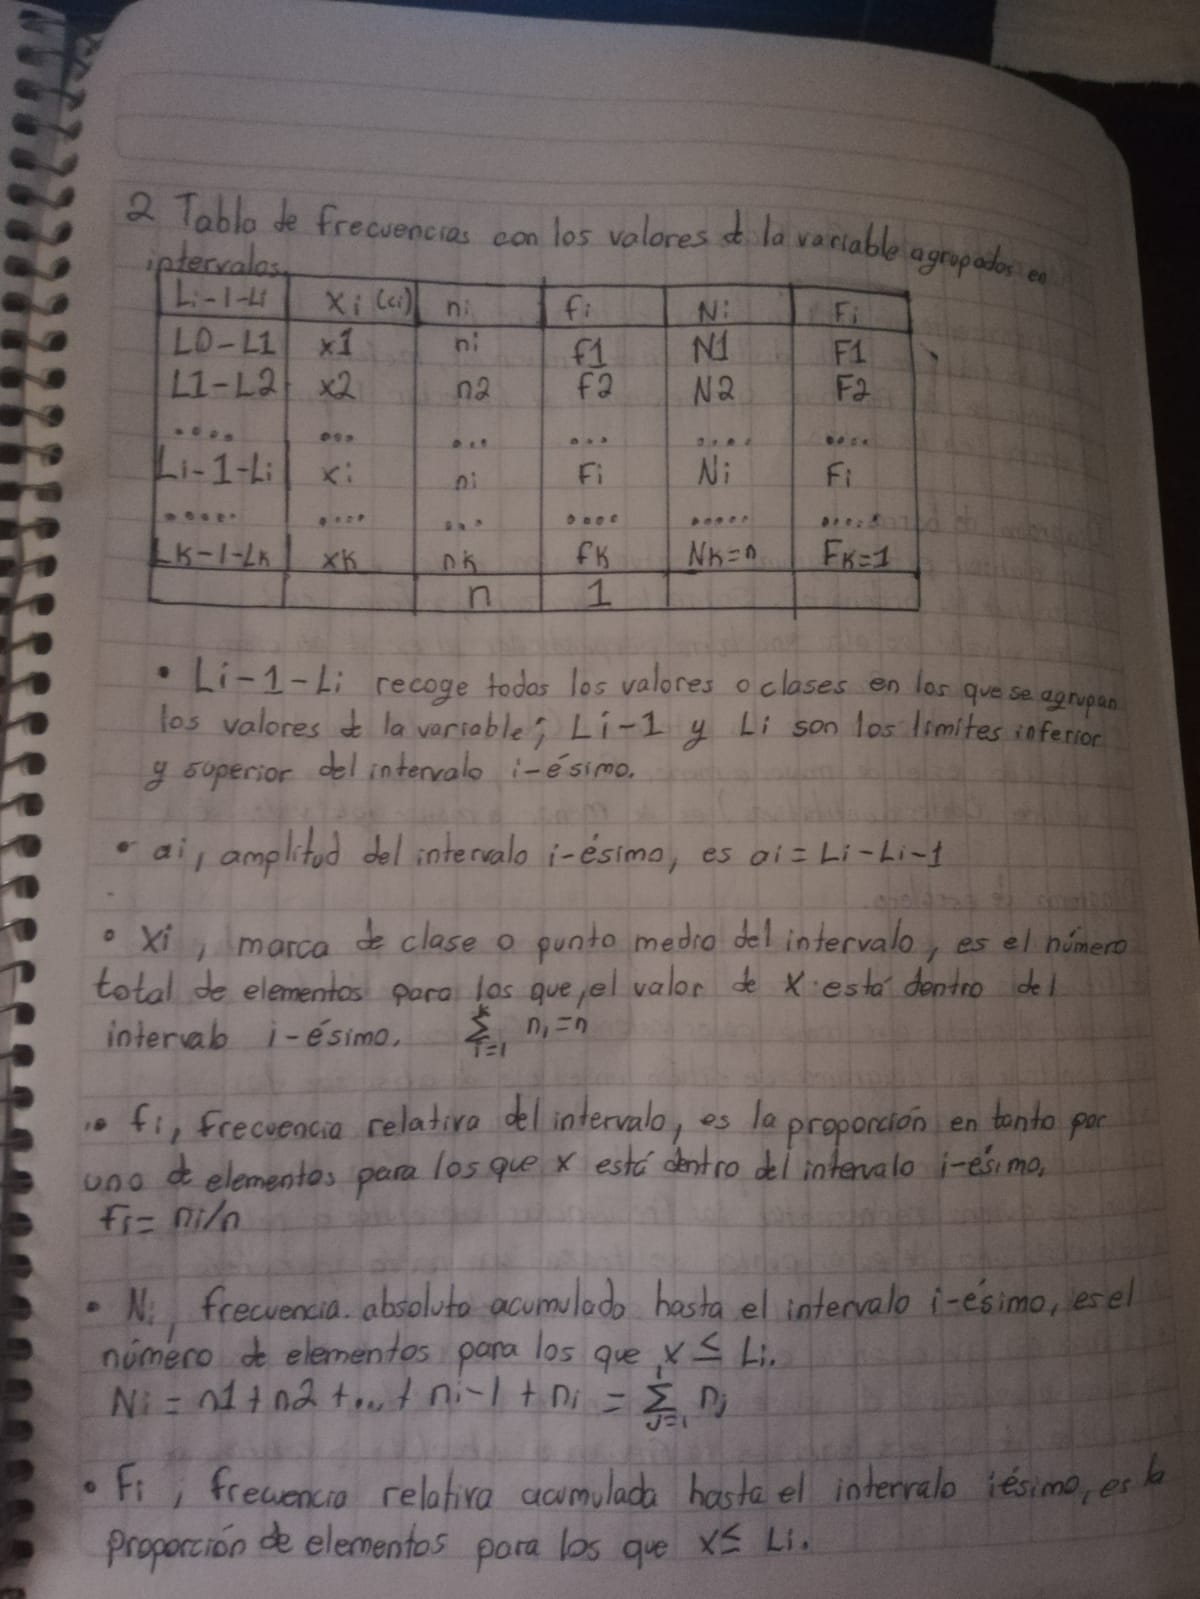 2 Tabla de frecuencias con los valores de la variable agrupados en
intervalos.
Li-1-Li xi (ci) ni fi Ni Fi
L0-L1 x1 ni f1 N1 F1
L1-L2 x2 n2 f2 N2 F2
..... ... ... ... .... ....
Li-1-Li xi ni Fi Ni Fi
..... .... ... .... ..... .....
LK-1-LK xK nK fK NK=n FK=1
n 1
• Li-1-Li recoge todos los valores o clases en los que se agrupan
los valores de la variable; Li-1 y Li son los límites inferior
y superior del intervalo i-ésimo.
• ai, amplitud del intervalo i-ésimo, es ai = Li-Li-1
• Xi, marca de clase o punto medio del intervalo, es el número
total de elementos para los que, el valor de X está dentro del
intervalo i-ésimo. k∑i=1 ni=n
• fi, frecuencia relativa del intervalo, es la proporción en tanto por
uno de elementos para los que x está dentro del intervalo i-ésimo.
Fi= ni/n
• Ni, frecuencia absoluta acumulada hasta el intervalo i-ésimo, es el
número de elementos para los que x ≤ Li.
Ni = n1+n2+...+ni-1+ni = i∑j=1 nj
• Fi, frecuencia relativa acumulada hasta el intervalo iésimo, es la
proporción de elementos para los que x≤ Li.